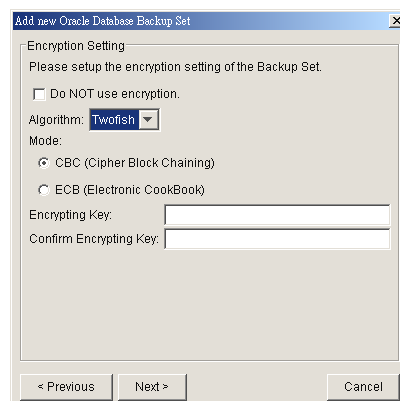 Add new Oracle Database Backup Set
Encryption Setting
Please setup the encryption setting of the Backup Set.
Do NOT use encryption.
Algorithm: Twofish
Mode:
CBC (Cipher Block Chaining)
ECB (Electronic CookBook)
Encrypting Key:
Confirm Encrypting Key:
< Previous Next > Cancel